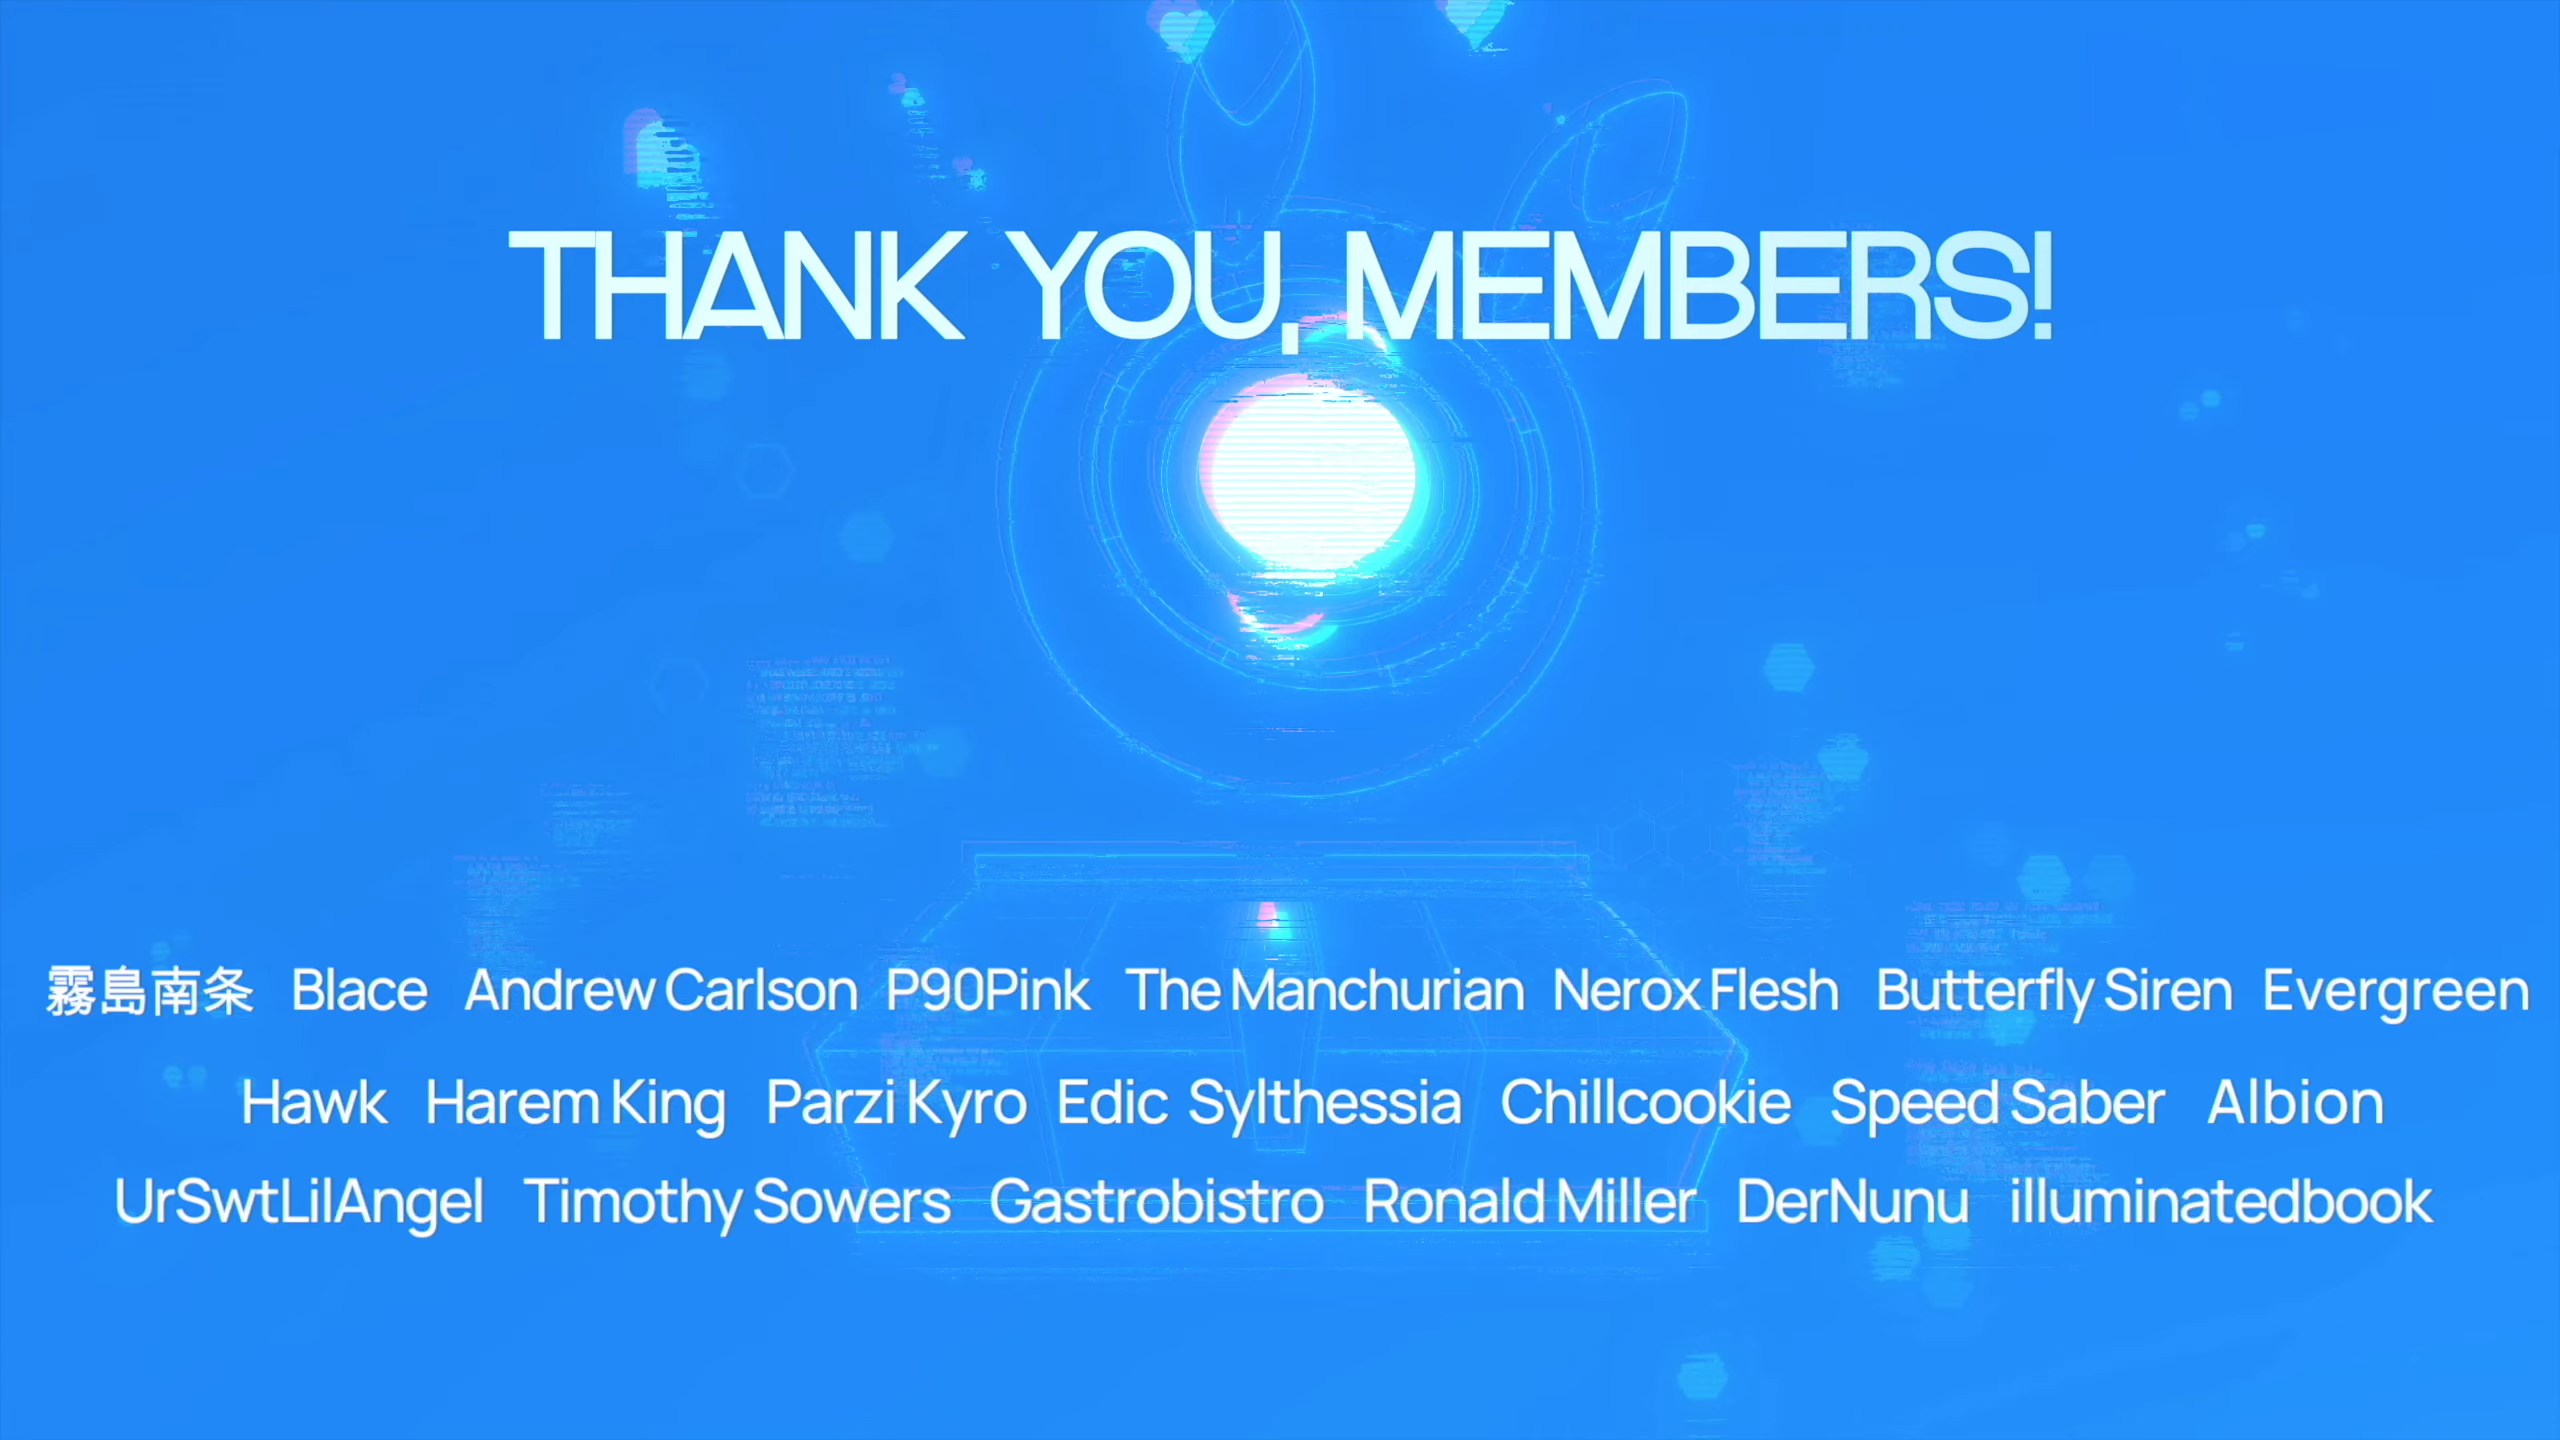 THANK YOU, MEMBERS!
霧島南条 Blace Andrew Carlson P90Pink The Manchurian Nerox Flesh Butterfly Siren Evergreen
Hawk Harem King Parzi Kyro Edic Sylthessia Chillcookie Speed Saber Albion
UrSwtLilAngel Timothy Sowers Gastrobistro Ronald Miller DerNunu illuminatedbook